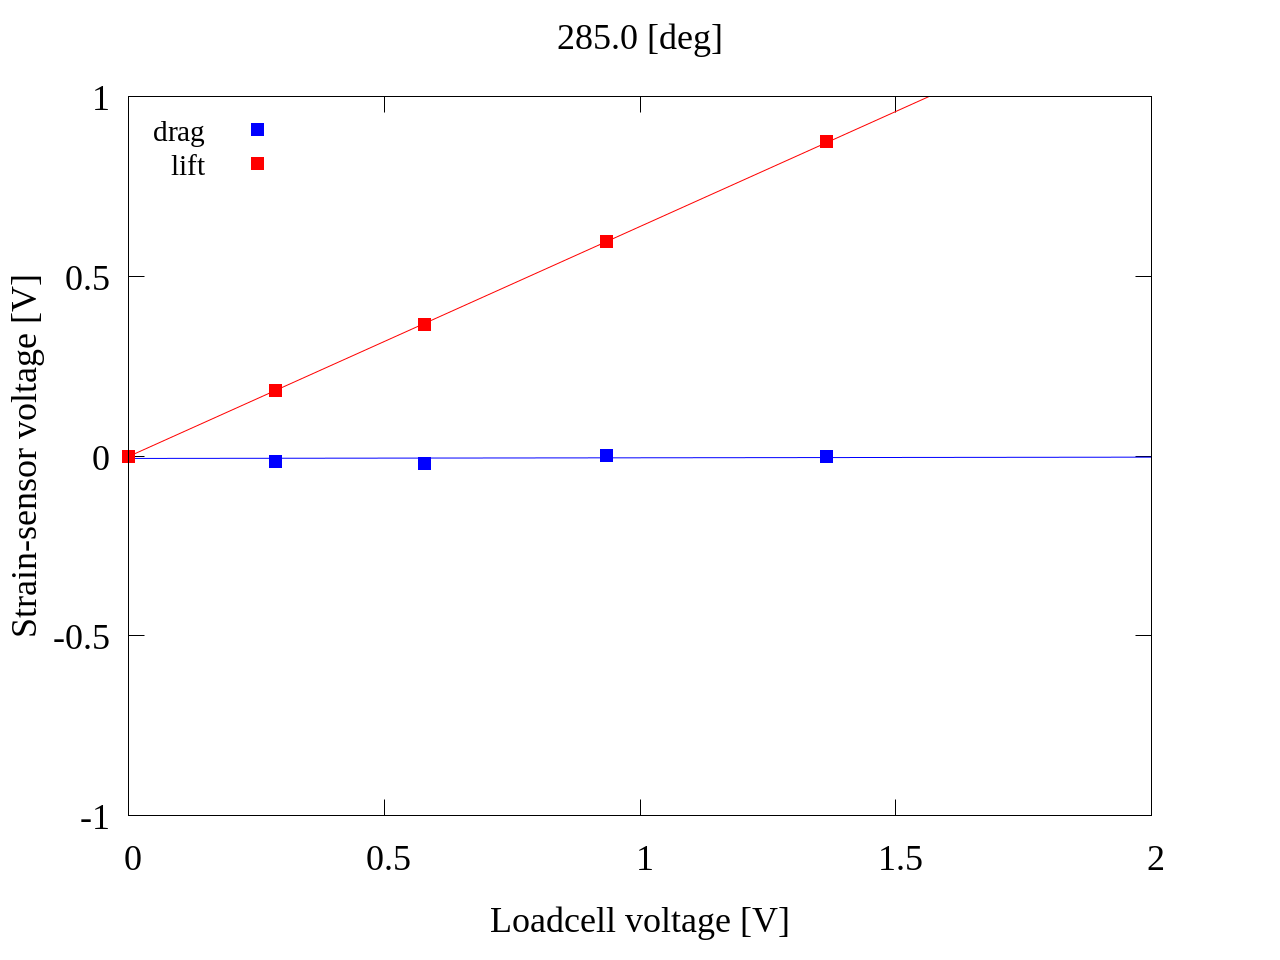 285.0 [deg]
drag
lift
1
0.5
0
-0.5
-1
Strain-sensor voltage [V]
0 0.5 1 1.5 2
Loadcell voltage [V]